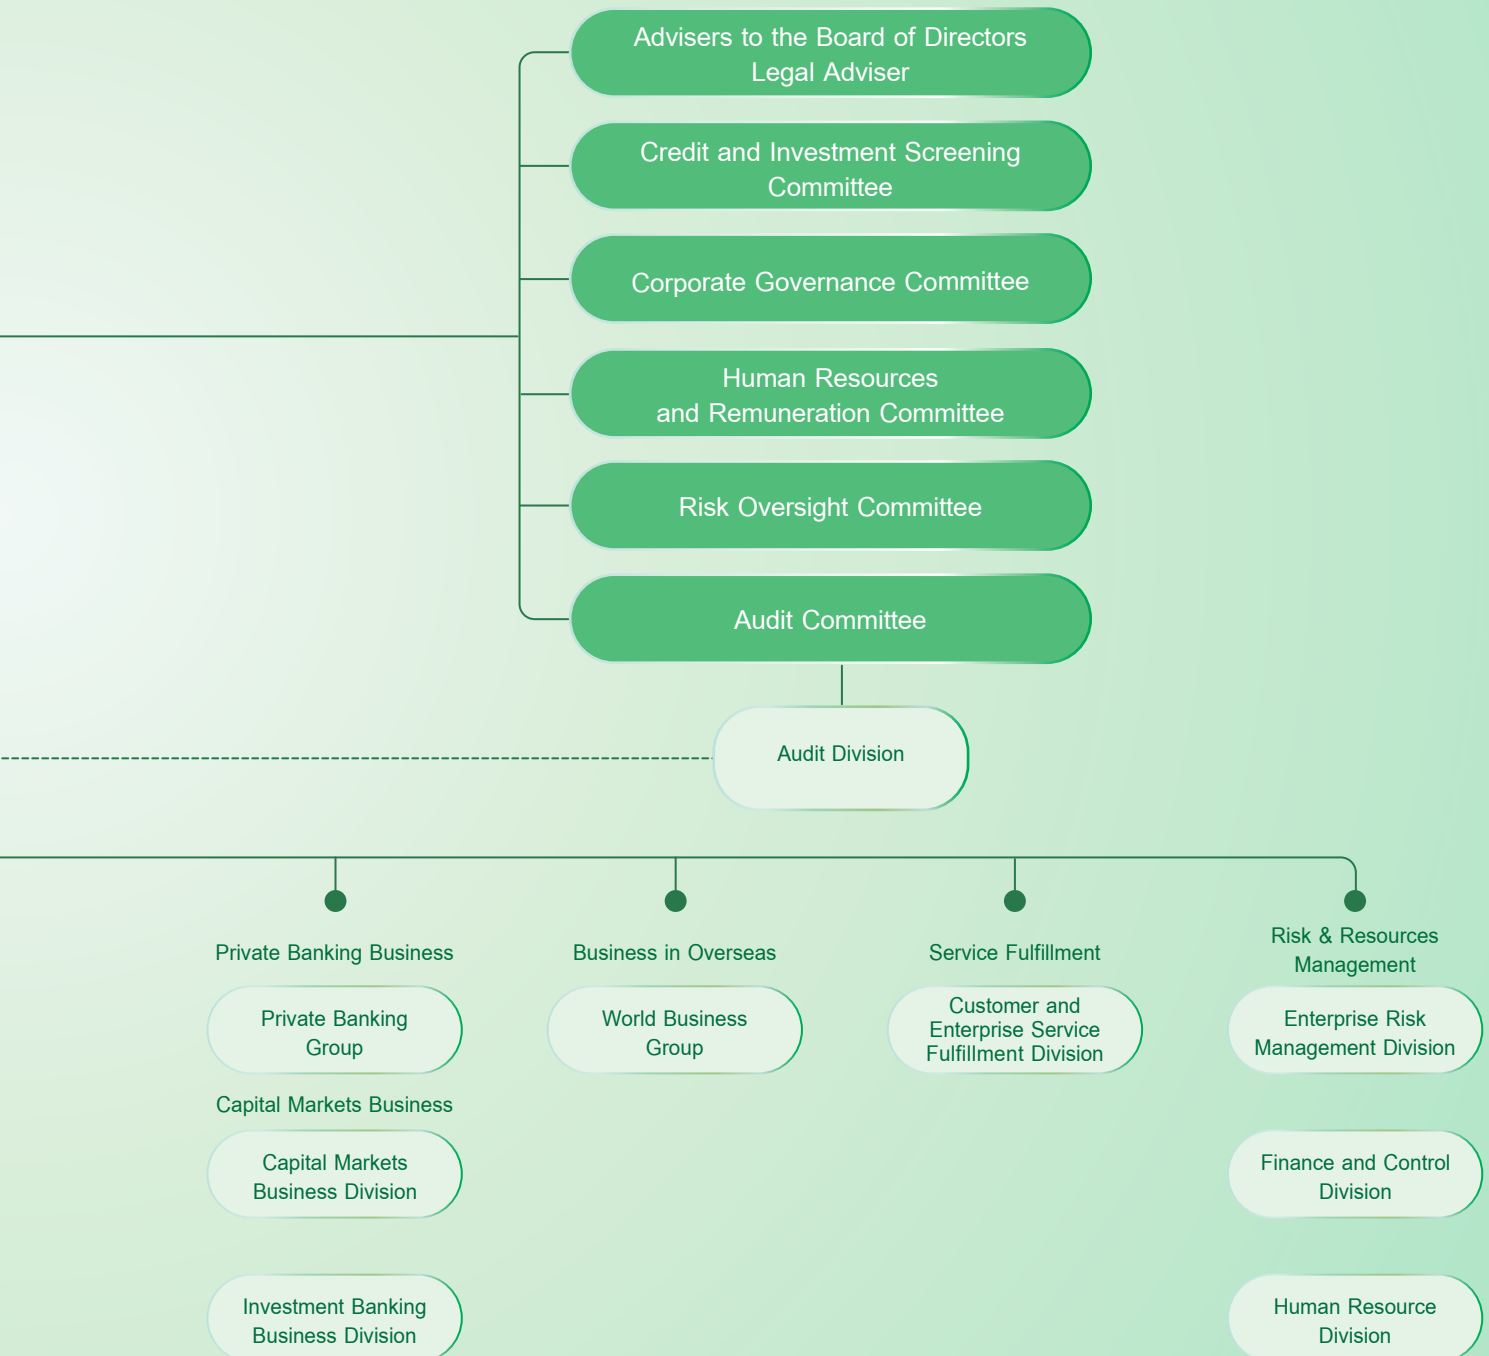 Advisers to the Board of Directors
Legal Adviser
Credit and Investment Screening
Committee
Corporate Governance Committee
Human Resources
and Remuneration Committee
Risk Oversight Committee
Audit Committee
Audit Division
Private Banking Business
Private Banking
Group
Capital Markets Business
Capital Markets
Business Division
Investment Banking
Business Division
Business in Overseas
World Business
Group
Service Fulfillment
Customer and
Enterprise Service
Fulfillment Division
Risk & Resources
Management
Enterprise Risk
Management Division
Finance and Control
Division
Human Resource
Division